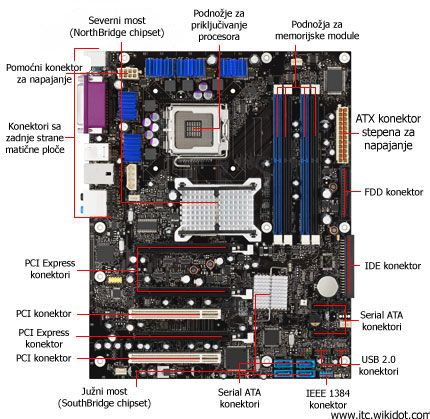 Severni most
(NorthBridge chipset)
Podnožje za
priključivanje
procesora
Podnožja za
memorijske module
Pomoćni konektor
za napajanje
Konektori sa
zadnje strane
matične ploče
ATX konektor
stepena za
napajanje
FDD konektor
PCI Express
konektori
IDE konektor
PCI konektor
Serial ATA
konektori
PCI Express
konektor
PCI konektor
USB 2.0
konektori
Južni most
(SouthBridge chipset)
Serial ATA
konektori
IEEE 1384
konektor
www.itc.wikidot.com